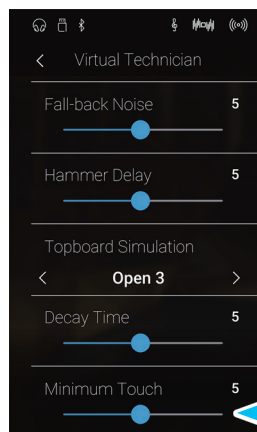 Virtual Technician
Fall-back Noise 5
Hammer Delay 5
Topboard Simulation
Open 3
Decay Time 5
Minimum Touch 5